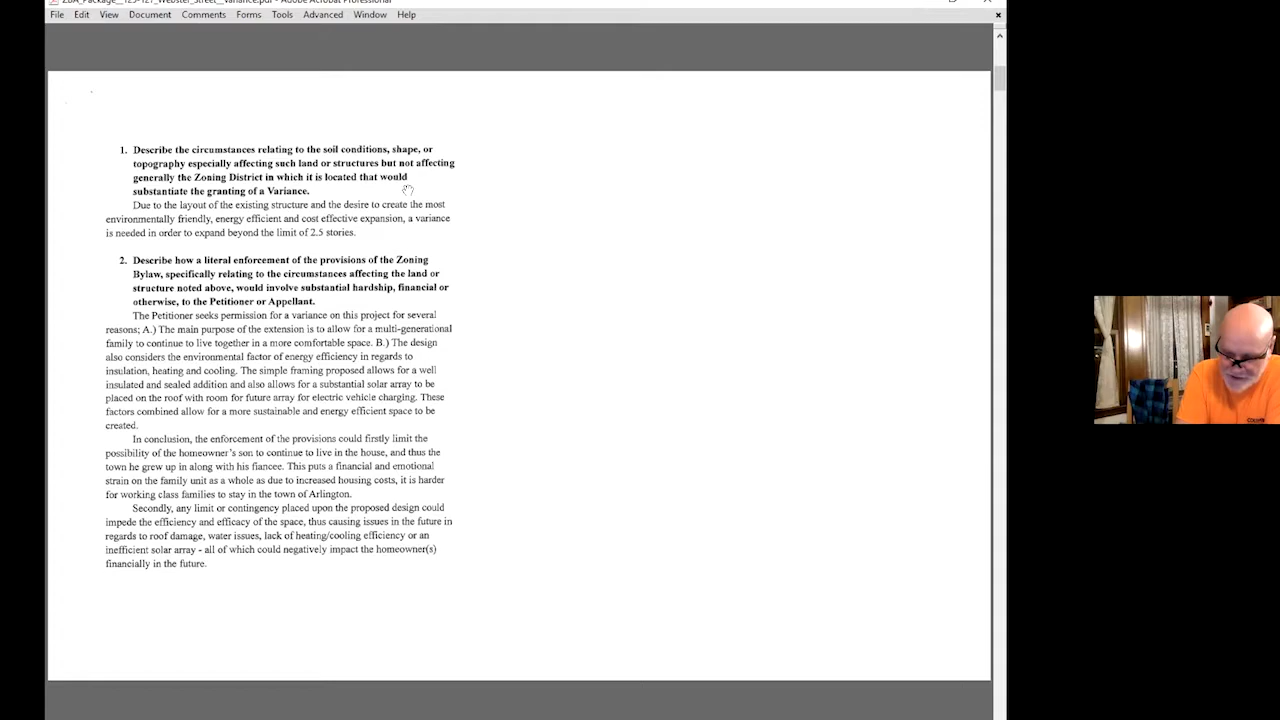 ZBA_Package__123-127_Webster_Street__Variance.pdf - Adobe Acrobat Professional
File Edit View Document Comments Forms Tools Advanced Window Help
1. Describe the circumstances relating to the soil conditions, shape, or
topography especially affecting such land or structures but not affecting
generally the Zoning District in which it is located that would
substantiate the granting of a Variance.
Due to the layout of the existing structure and the desire to create the most
environmentally friendly, energy efficient and cost effective expansion, a variance
is needed in order to expand beyond the limit of 2.5 stories.
2. Describe how a literal enforcement of the provisions of the Zoning
Bylaw, specifically relating to the circumstances affecting the land or
structure noted above, would involve substantial hardship, financial or
otherwise, to the Petitioner or Appellant.
The Petitioner seeks permission for a variance on this project for several
reasons; A.) The main purpose of the extension is to allow for a multi-generational
family to continue to live together in a more comfortable space. B.) The design
also considers the environmental factor of energy efficiency in regards to
insulation, heating and cooling. The simple framing proposed allows for a well
insulated and sealed addition and also allows for a substantial solar array to be
placed on the roof with room for future array for electric vehicle charging. These
factors combined allow for a more sustainable and energy efficient space to be
created.
In conclusion, the enforcement of the provisions could firstly limit the
possibility of the homeowner's son to continue to live in the house, and thus the
town he grew up in along with his fiancee. This puts a financial and emotional
strain on the family unit as a whole as due to increased housing costs, it is harder
for working class families to stay in the town of Arlington.
Secondly, any limit or contingency placed upon the proposed design could
impede the efficiency and efficacy of the space, thus causing issues in the future in
regards to roof damage, water issues, lack of heating/cooling efficiency or an
inefficient solar array - all of which could negatively impact the homeowner(s)
financially in the future.